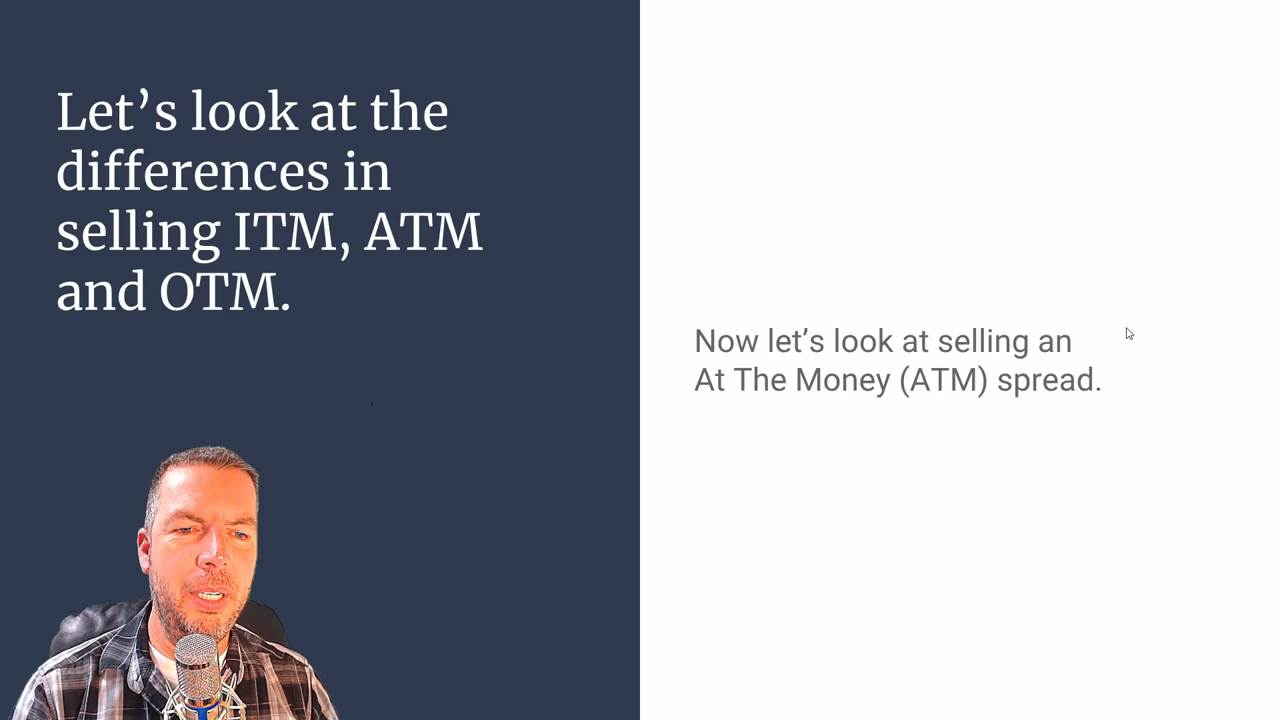 Let’s look at the
differences in
selling ITM, ATM
and OTM.
Now let’s look at selling an
At The Money (ATM) spread.